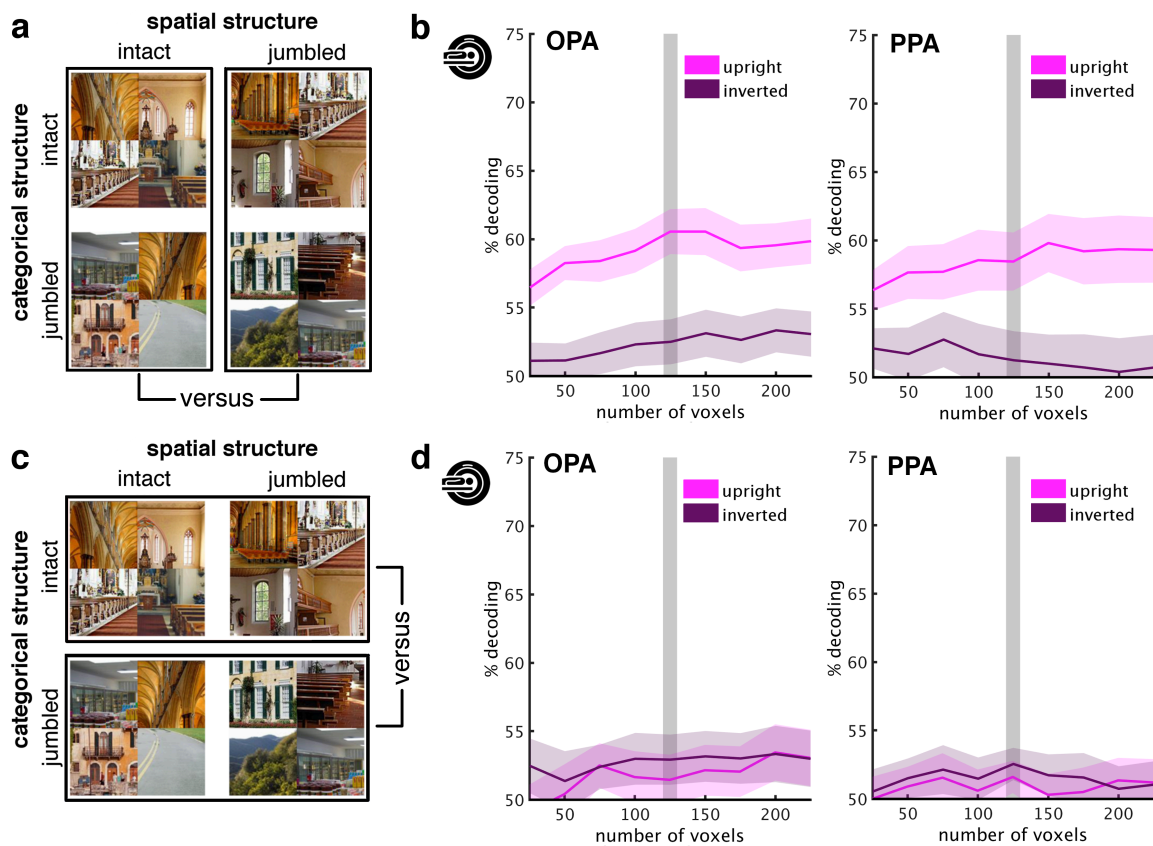 a
spatial structure
intact
jumbled
categorical structure
intact
jumbled
versus
b
OPA
75
70
65
60
55
50
% decoding
upright
inverted
50
100
150
200
number of voxels
PPA
75
70
65
60
55
50
% decoding
upright
inverted
50
100
150
200
number of voxels
c
spatial structure
intact
jumbled
categorical structure
intact
jumbled
versus
d
OPA
75
70
65
60
55
50
% decoding
upright
inverted
50
100
150
200
number of voxels
PPA
75
70
65
60
55
50
% decoding
upright
inverted
50
100
150
200
number of voxels